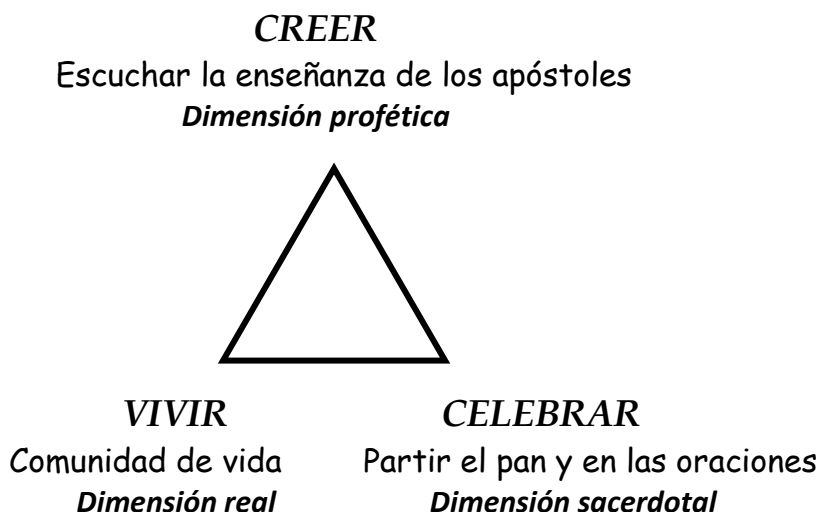 CREER
Escuchar la enseñanza de los apóstoles
Dimensión profética
VIVIR
Comunidad de vida
Dimensión real
CELEBRAR
Partir el pan y en las oraciones
Dimensión sacerdotal